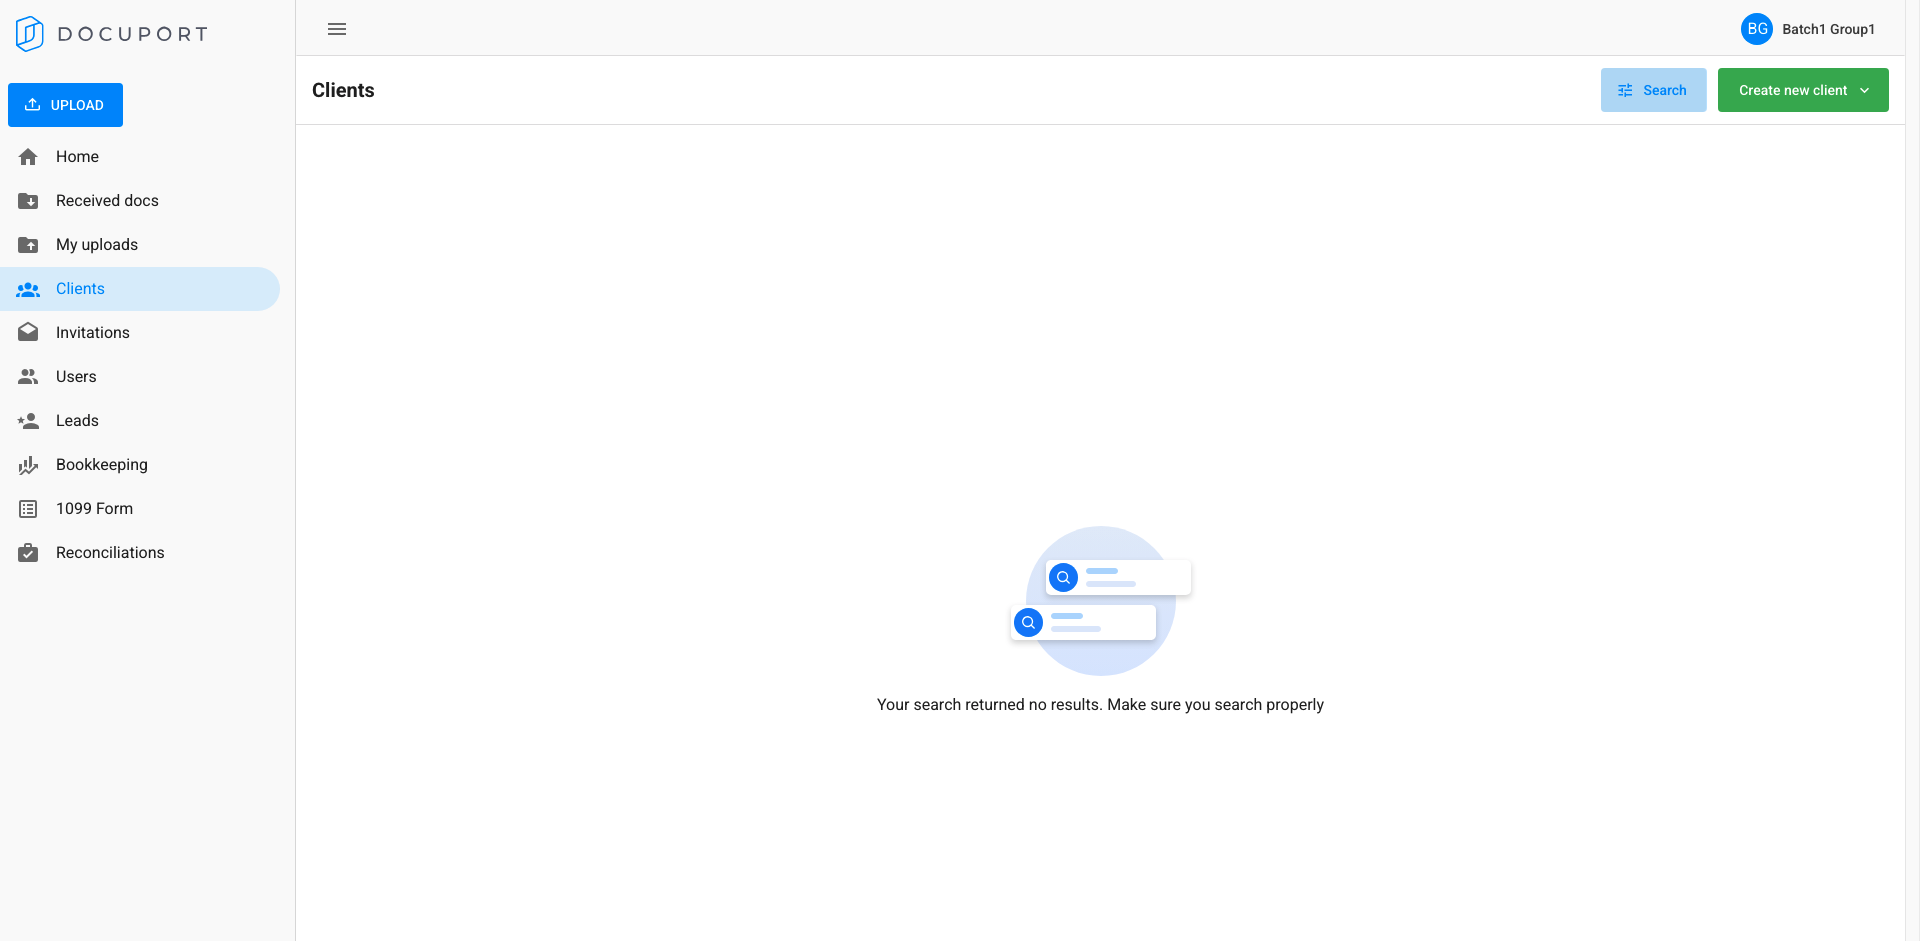 DOCUPORT
BG
Batch1 Group1
UPLOAD
Clients
Search
Create new client
Home
Received docs
My uploads
Clients
Invitations
Users
Leads
Bookkeeping
1099 Form
Reconciliations
Your search returned no results. Make sure you search properly